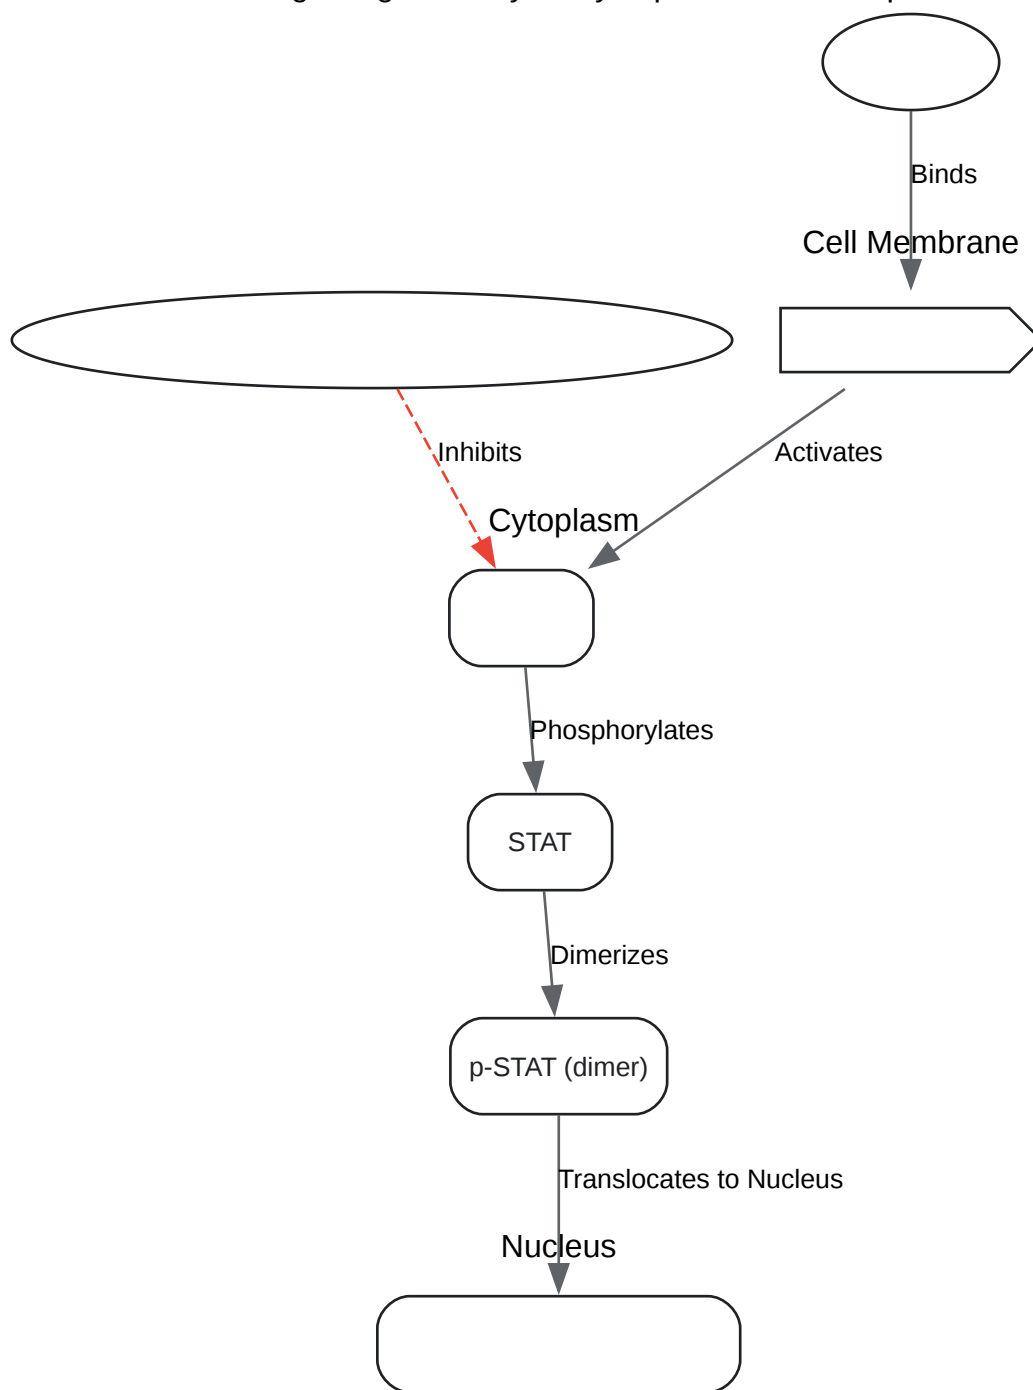 Binds
Cell Membrane
Inhibits
Activates
Cytoplasm
Phosphorylates
STAT
Dimerizes
p-STAT (dimer)
Translocates to Nucleus
Nucleus